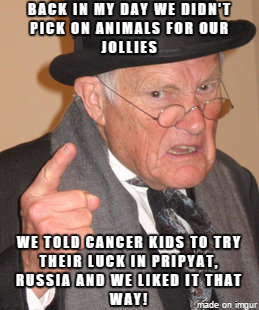 BACK IN MY DAY WE DIDN'T
PICK ON ANIMALS FOR OUR
JOLLIES
WE TOLD CANCER KIDS TO TRY
THEIR LUCK IN PRIPYAT,
RUSSIA AND WE LIKED IT THAT
WAY!
made on imgur